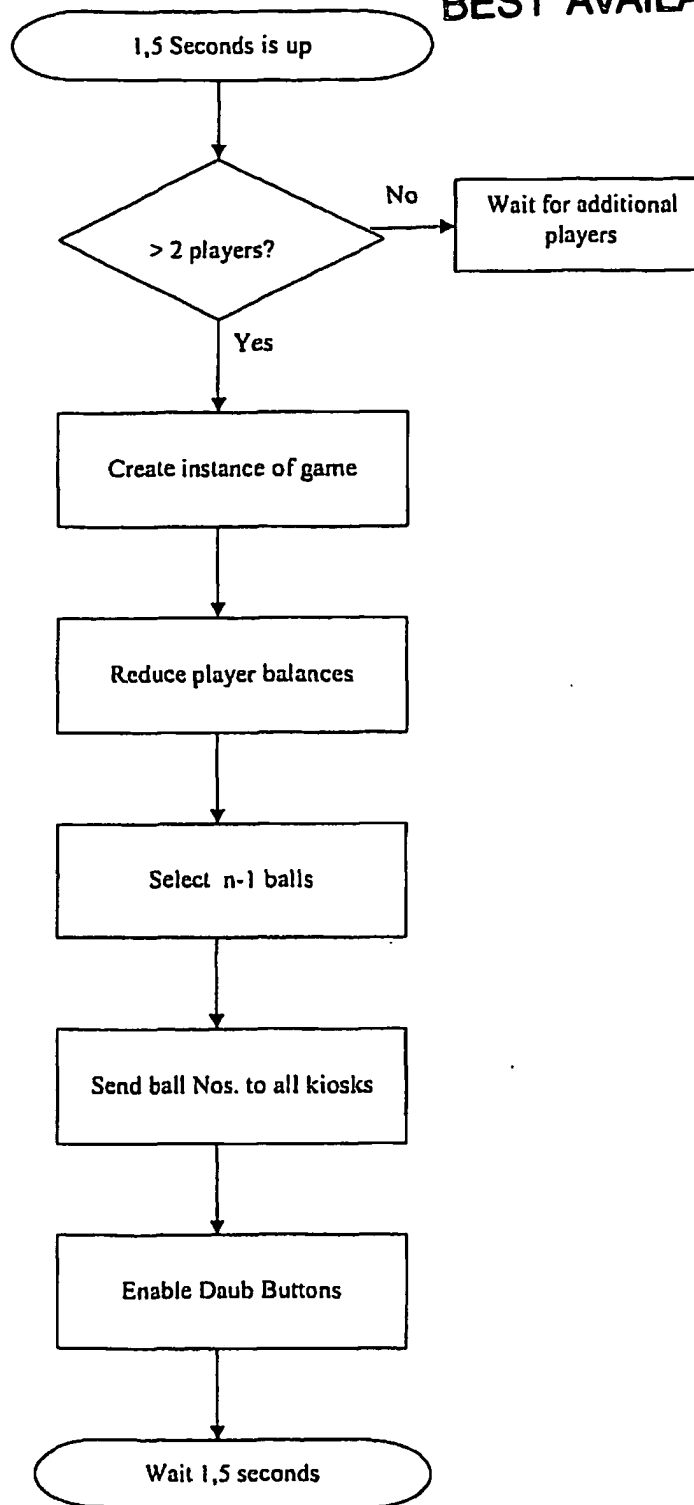 BEST AVAILA
1,5 Seconds is up
> 2 players?
No
Wait for additional
players
Yes
Create instance of game
Reduce player balances
Select n-1 balls
Send ball Nos. to all kiosks
Enable Daub Buttons
Wait 1,5 seconds